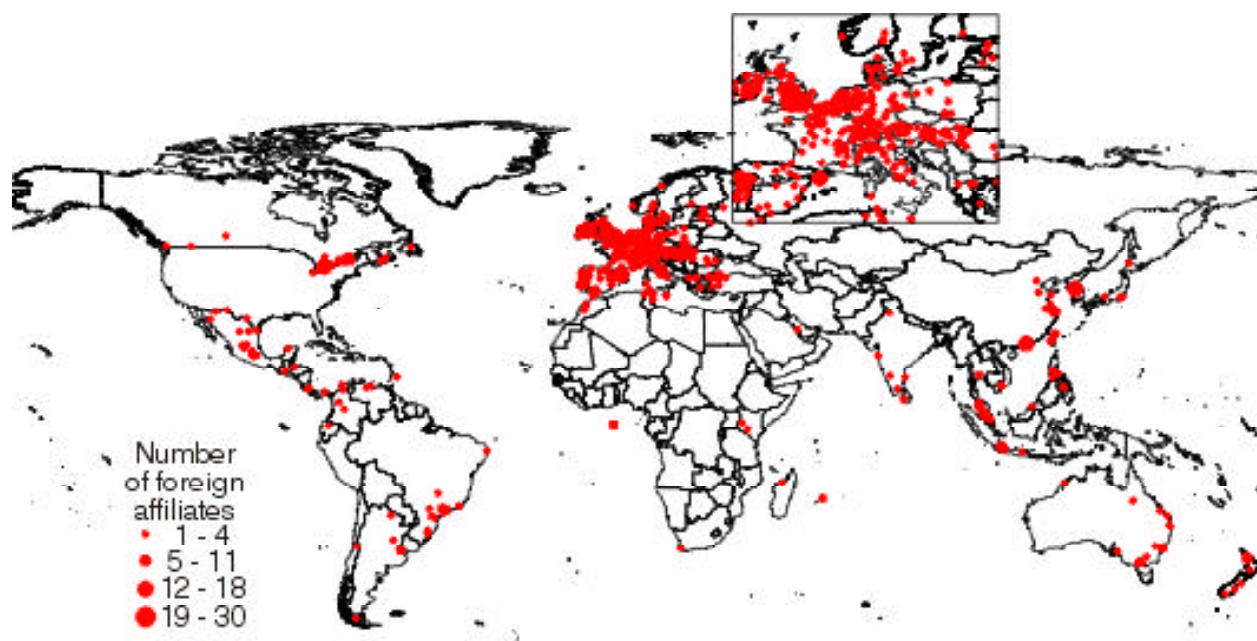 Number
of foreign
affiliates
1 - 4
5 - 11
12 - 18
19 - 30